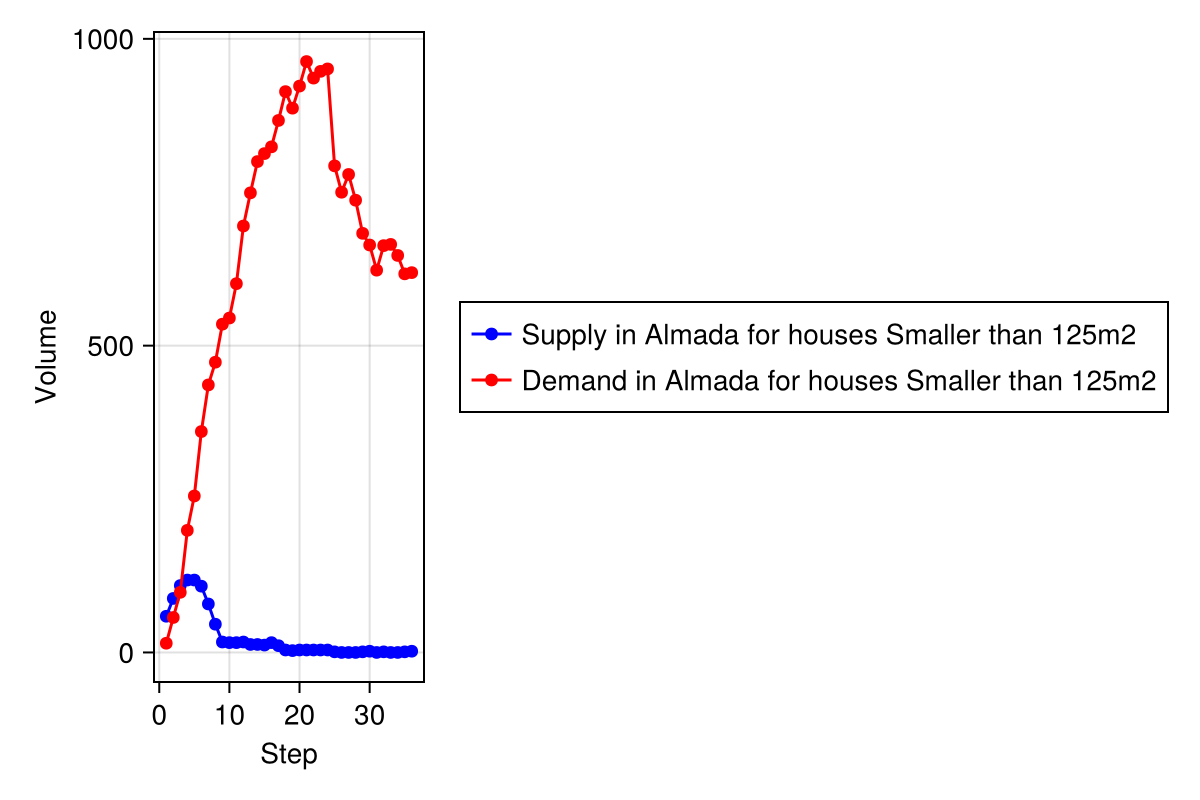 1000
500
0
Volume
0 10 20 30
Step
Supply in Almada for houses Smaller than 125m2
Demand in Almada for houses Smaller than 125m2